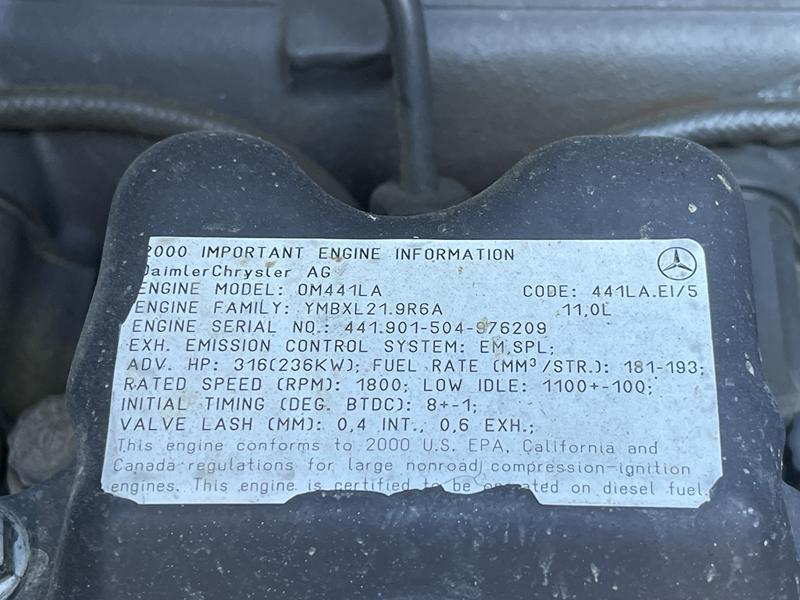 2000 IMPORTANT ENGINE INFORMATION
DaimlerChrysler AG
ENGINE MODEL: OM441LA CODE: 441LA.EI/5
ENGINE FAMILY: YMBXL21.9R6A 11,0L
ENGINE SERIAL NO.: 441.901-504-976209
EXH. EMISSION CONTROL SYSTEM: EM,SPL;
ADV. HP: 316(236KW); FUEL RATE (MM³/STR.): 181-193;
RATED SPEED (RPM): 1800; LOW IDLE: 1100+-100;
INITIAL TIMING (DEG. BTDC): 8+-1;
VALVE LASH (MM): 0,4 INT., 0,6 EXH.;
This engine conforms to 2000 U.S. EPA, California and
Canada regulations for large nonroad compression-ignition
engines. This engine is certified to be operated on diesel fuel.